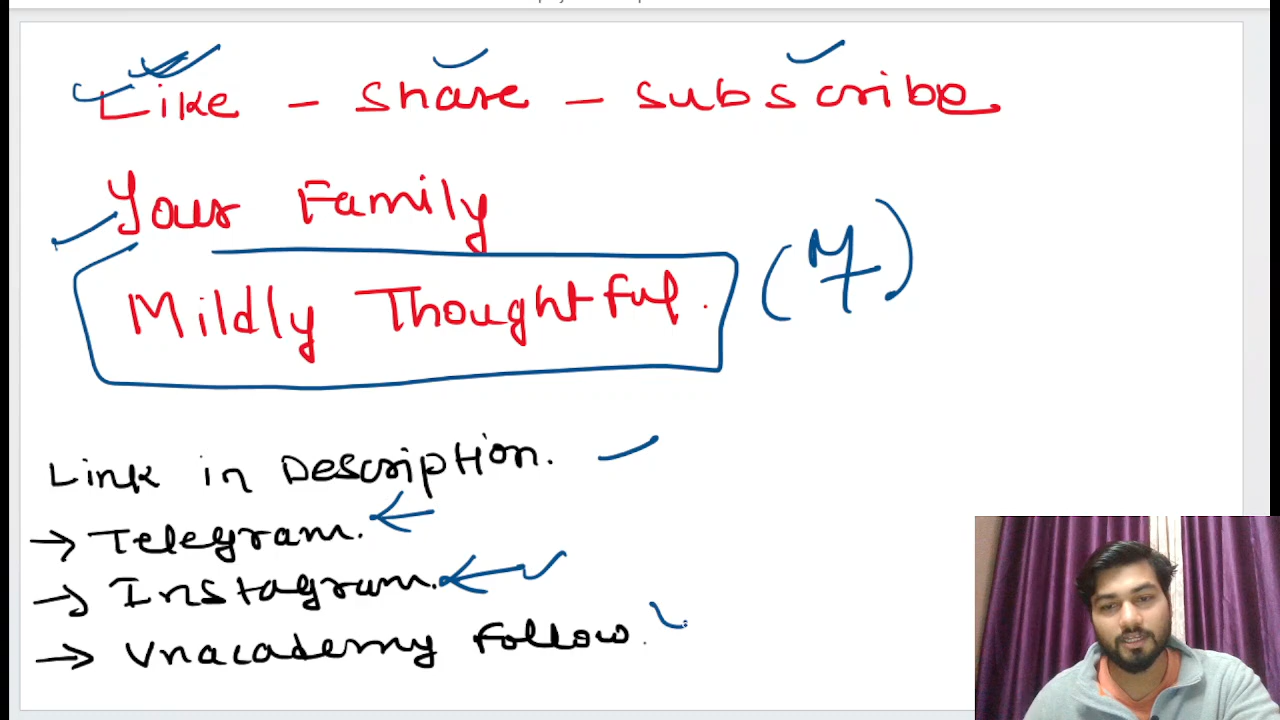 Like - share - subscribe
Your Family
Mildly Thoughtful.
(M)
Link in Description.
→ Telegram.
→ Instagram.
→ Unacademy Follow.